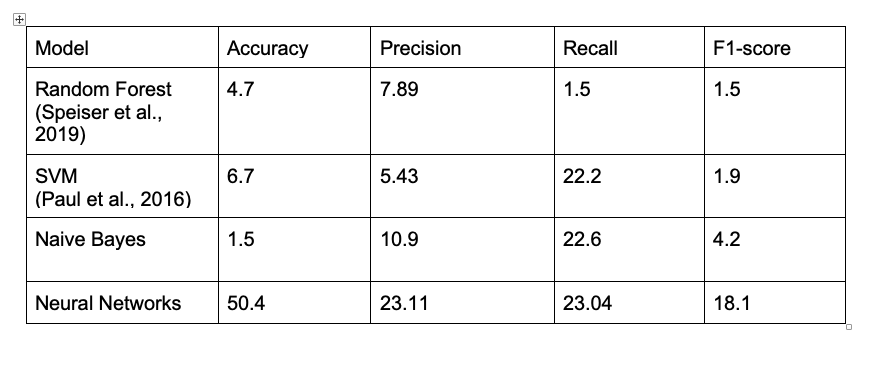 Model Accuracy Precision Recall F1-score
Random Forest 4.7 7.89 1.5 1.5
(Speiser et al.,
2019)
SVM 6.7 5.43 22.2 1.9
(Paul et al., 2016)
Naive Bayes 1.5 10.9 22.6 4.2
Neural Networks 50.4 23.11 23.04 18.1